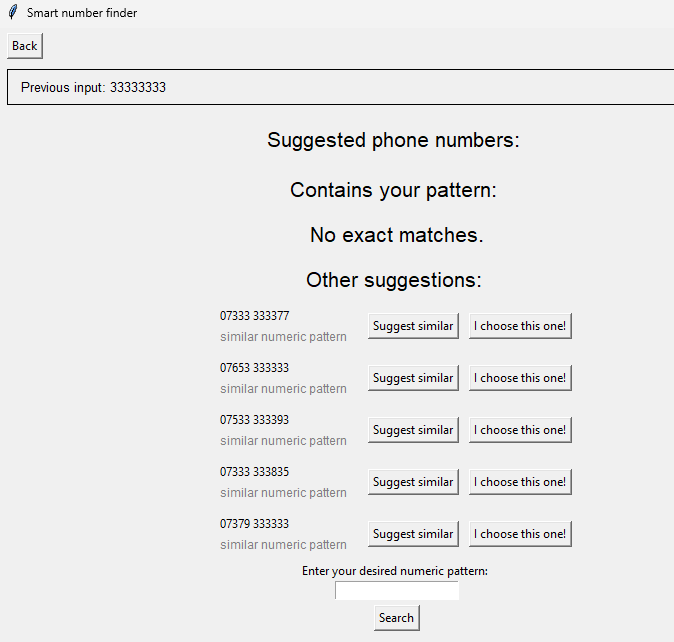 Smart number finder
Back
Previous input: 33333333
Suggested phone numbers:
Contains your pattern:
No exact matches.
Other suggestions:
07333 333377
similar numeric pattern
Suggest similar I choose this one!
07653 333333
similar numeric pattern
Suggest similar I choose this one!
07533 333393
similar numeric pattern
Suggest similar I choose this one!
07333 333835
similar numeric pattern
Suggest similar I choose this one!
07379 333333
similar numeric pattern
Suggest similar I choose this one!
Enter your desired numeric pattern:
Search